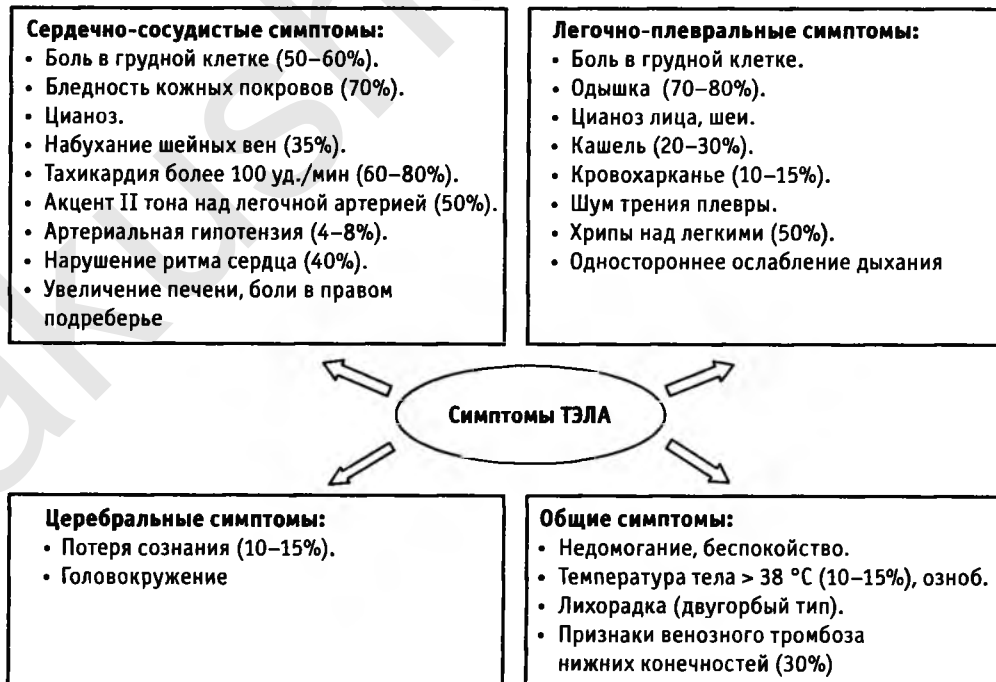 Сердечно-сосудистые симптомы:
• Боль в грудной клетке (50–60%).
• Бледность кожных покровов (70%).
• Цианоз.
• Набухание шейных вен (35%).
• Тахикардия более 100 уд./мин (60–80%).
• Акцент II тона над легочной артерией (50%).
• Артериальная гипотензия (4–8%).
• Нарушение ритма сердца (40%).
• Увеличение печени, боли в правом
подреберье
Легочно-плевральные симптомы:
• Боль в грудной клетке.
• Одышка (70–80%).
• Цианоз лица, шеи.
• Кашель (20–30%).
• Кровохарканье (10–15%).
• Шум трения плевры.
• Хрипы над легкими (50%).
• Одностороннее ослабление дыхания
Симптомы ТЭЛА
Церебральные симптомы:
• Потеря сознания (10–15%).
• Головокружение
Общие симптомы:
• Недомогание, беспокойство.
• Температура тела > 38 °С (10–15%), озноб.
• Лихорадка (двугорбый тип).
• Признаки венозного тромбоза
нижних конечностей (30%)